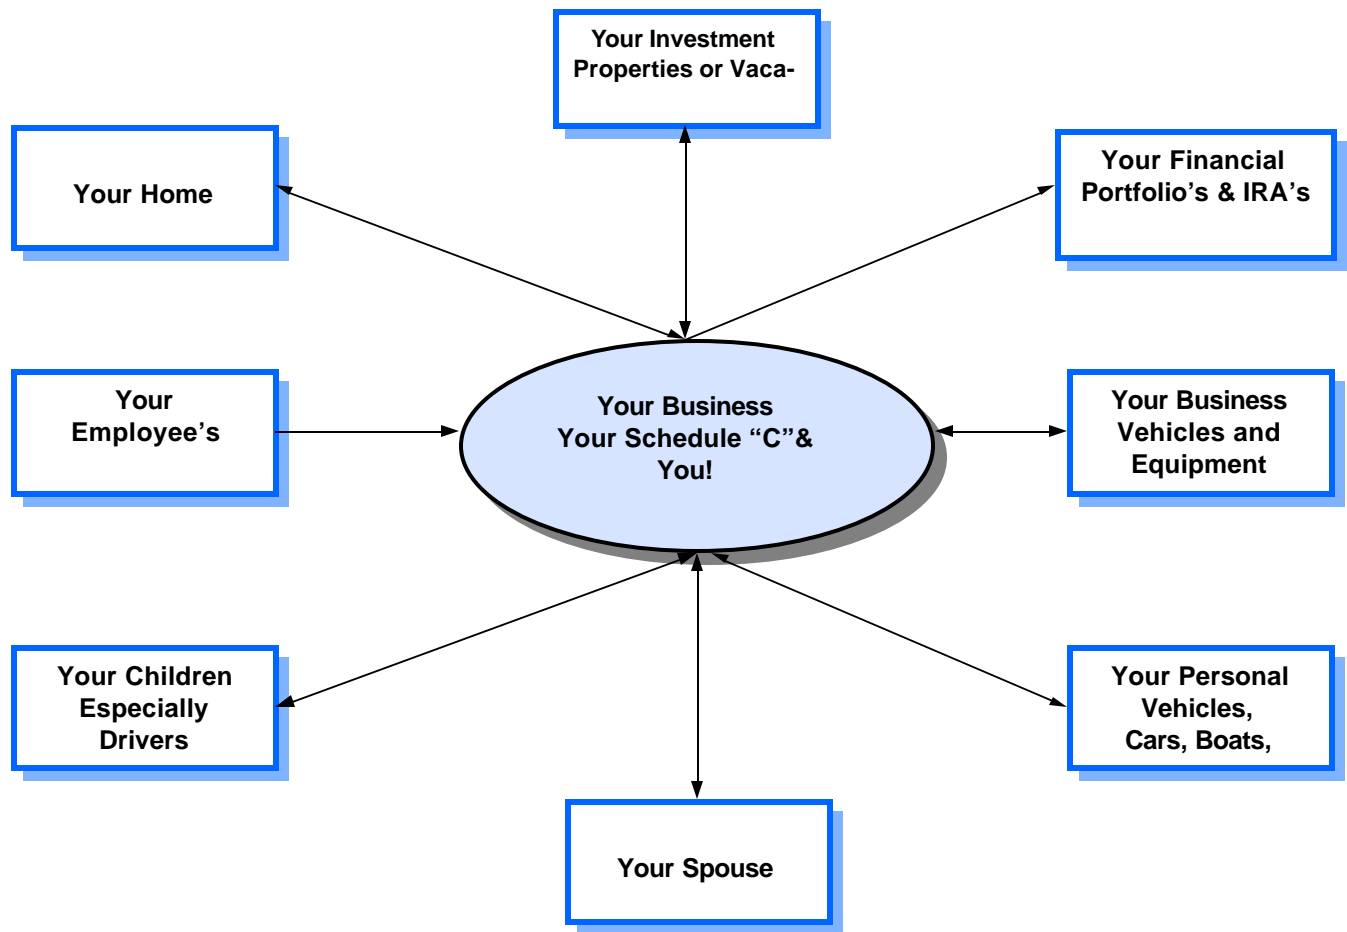 Your Investment
Properties or Vaca-
Your Home
Your Financial
Portfolio’s & IRA’s
Your
Employee’s
Your Business
Your Schedule “C”&
You!
Your Business
Vehicles and
Equipment
Your Children
Especially
Drivers
Your Personal
Vehicles,
Cars, Boats,
Your Spouse